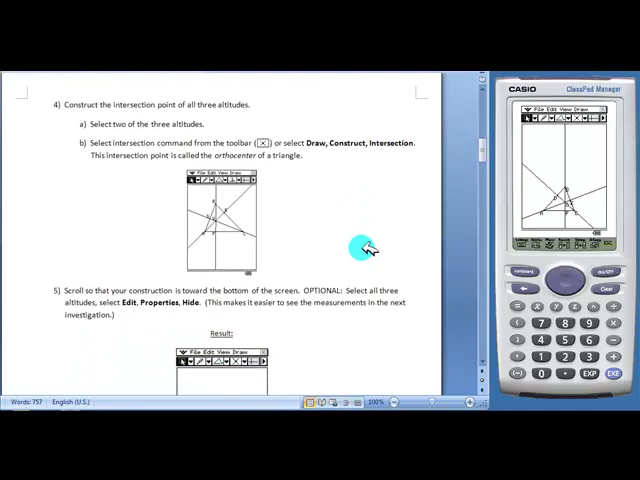 CASIO
ClassPad Manager
4) Construct the intersection point of all three altitudes.
a) Select two of the three altitudes.
b) Select intersection command from the toolbar ( ) or select Draw, Construct, Intersection.
This intersection point is called the orthocenter of a triangle.
File Edit View Draw
File Edit View Draw
5) Scroll so that your construction is toward the bottom of the screen. OPTIONAL: Select all three
altitudes, select Edit, Properties, Hide. (This makes it easier to see the measurements in the next
investigation.)
Result:
File Edit View Draw
Words: 757
English (U.S.)
100%
keyboard
ON/OFF
Clear
= x y z ^ ÷
( 7 8 9 ×
) 4 5 6 −
, 1 2 3 +
(−) 0 . EXP EXE